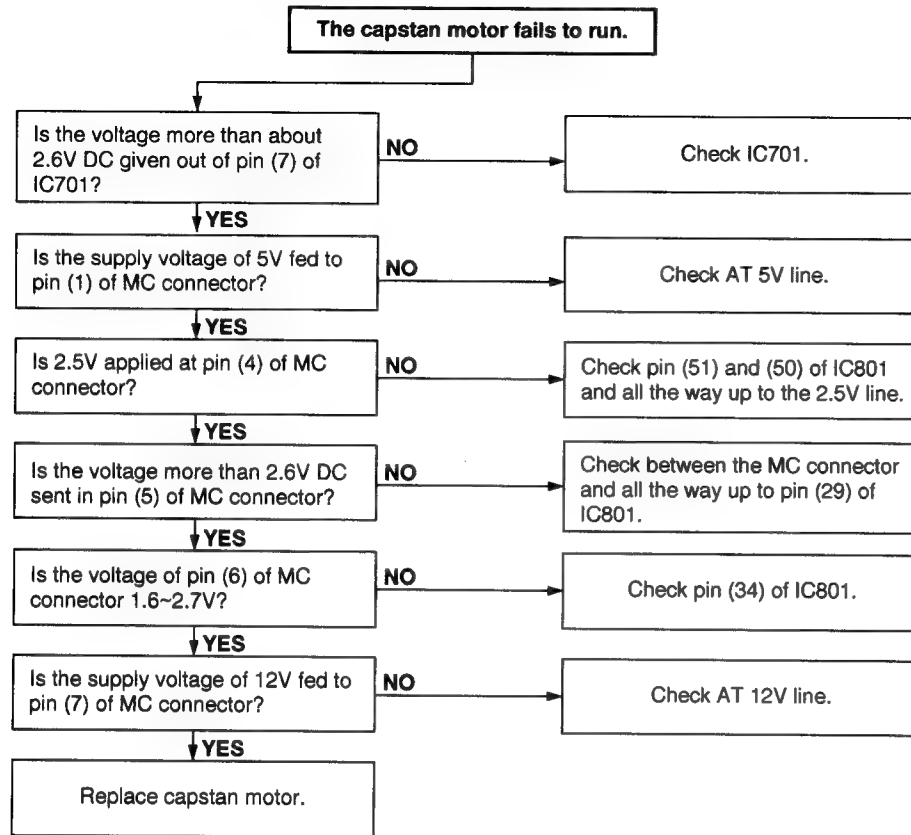 The capstan motor fails to run.
Is the voltage more than about
2.6V DC given out of pin (7) of
IC701?
NO
Check IC701.
YES
Is the supply voltage of 5V fed to
pin (1) of MC connector?
NO
Check AT 5V line.
YES
Is 2.5V applied at pin (4) of MC
connector?
NO
Check pin (51) and (50) of IC801
and all the way up to the 2.5V line.
YES
Is the voltage more than 2.6V DC
sent in pin (5) of MC connector?
NO
Check between the MC connector
and all the way up to pin (29) of
IC801.
YES
Is the voltage of pin (6) of MC
connector 1.6~2.7V?
NO
Check pin (34) of IC801.
YES
Is the supply voltage of 12V fed to
pin (7) of MC connector?
NO
Check AT 12V line.
YES
Replace capstan motor.